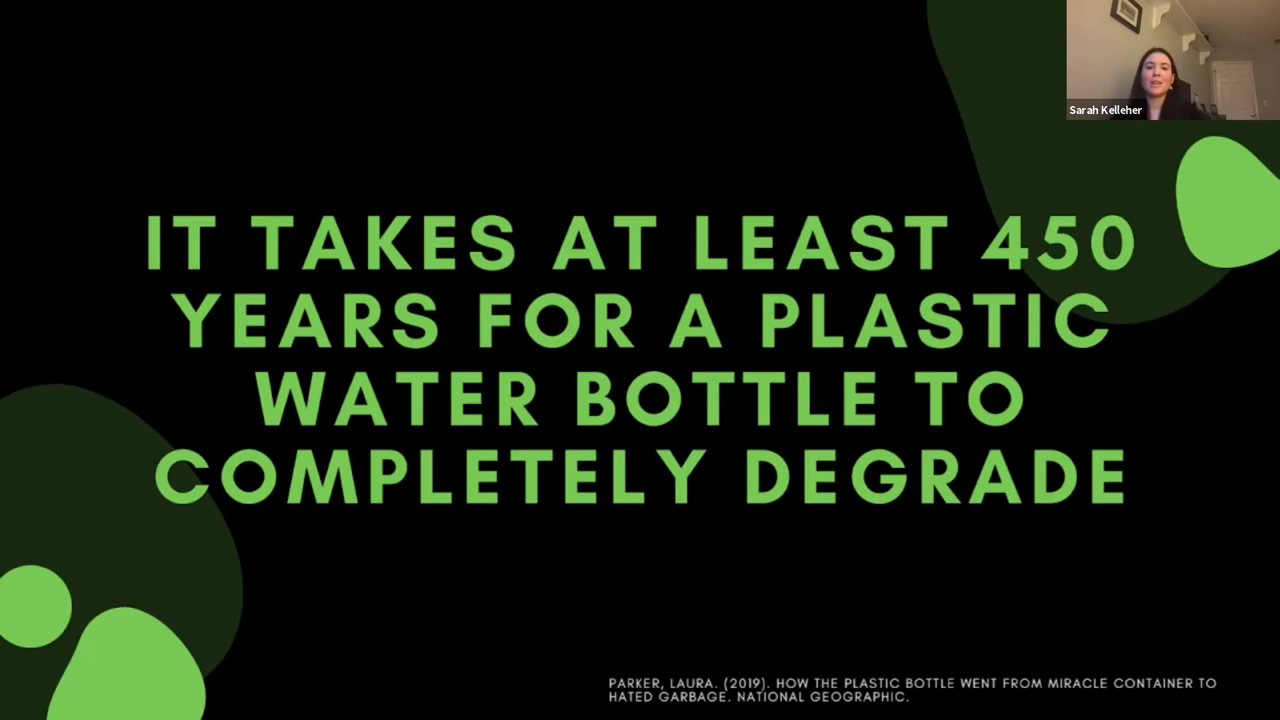 Sarah Kelleher
IT TAKES AT LEAST 450
YEARS FOR A PLASTIC
WATER BOTTLE TO
COMPLETELY DEGRADE
PARKER, LAURA. (2019). HOW THE PLASTIC BOTTLE WENT FROM MIRACLE CONTAINER TO
HATED GARBAGE. NATIONAL GEOGRAPHIC.